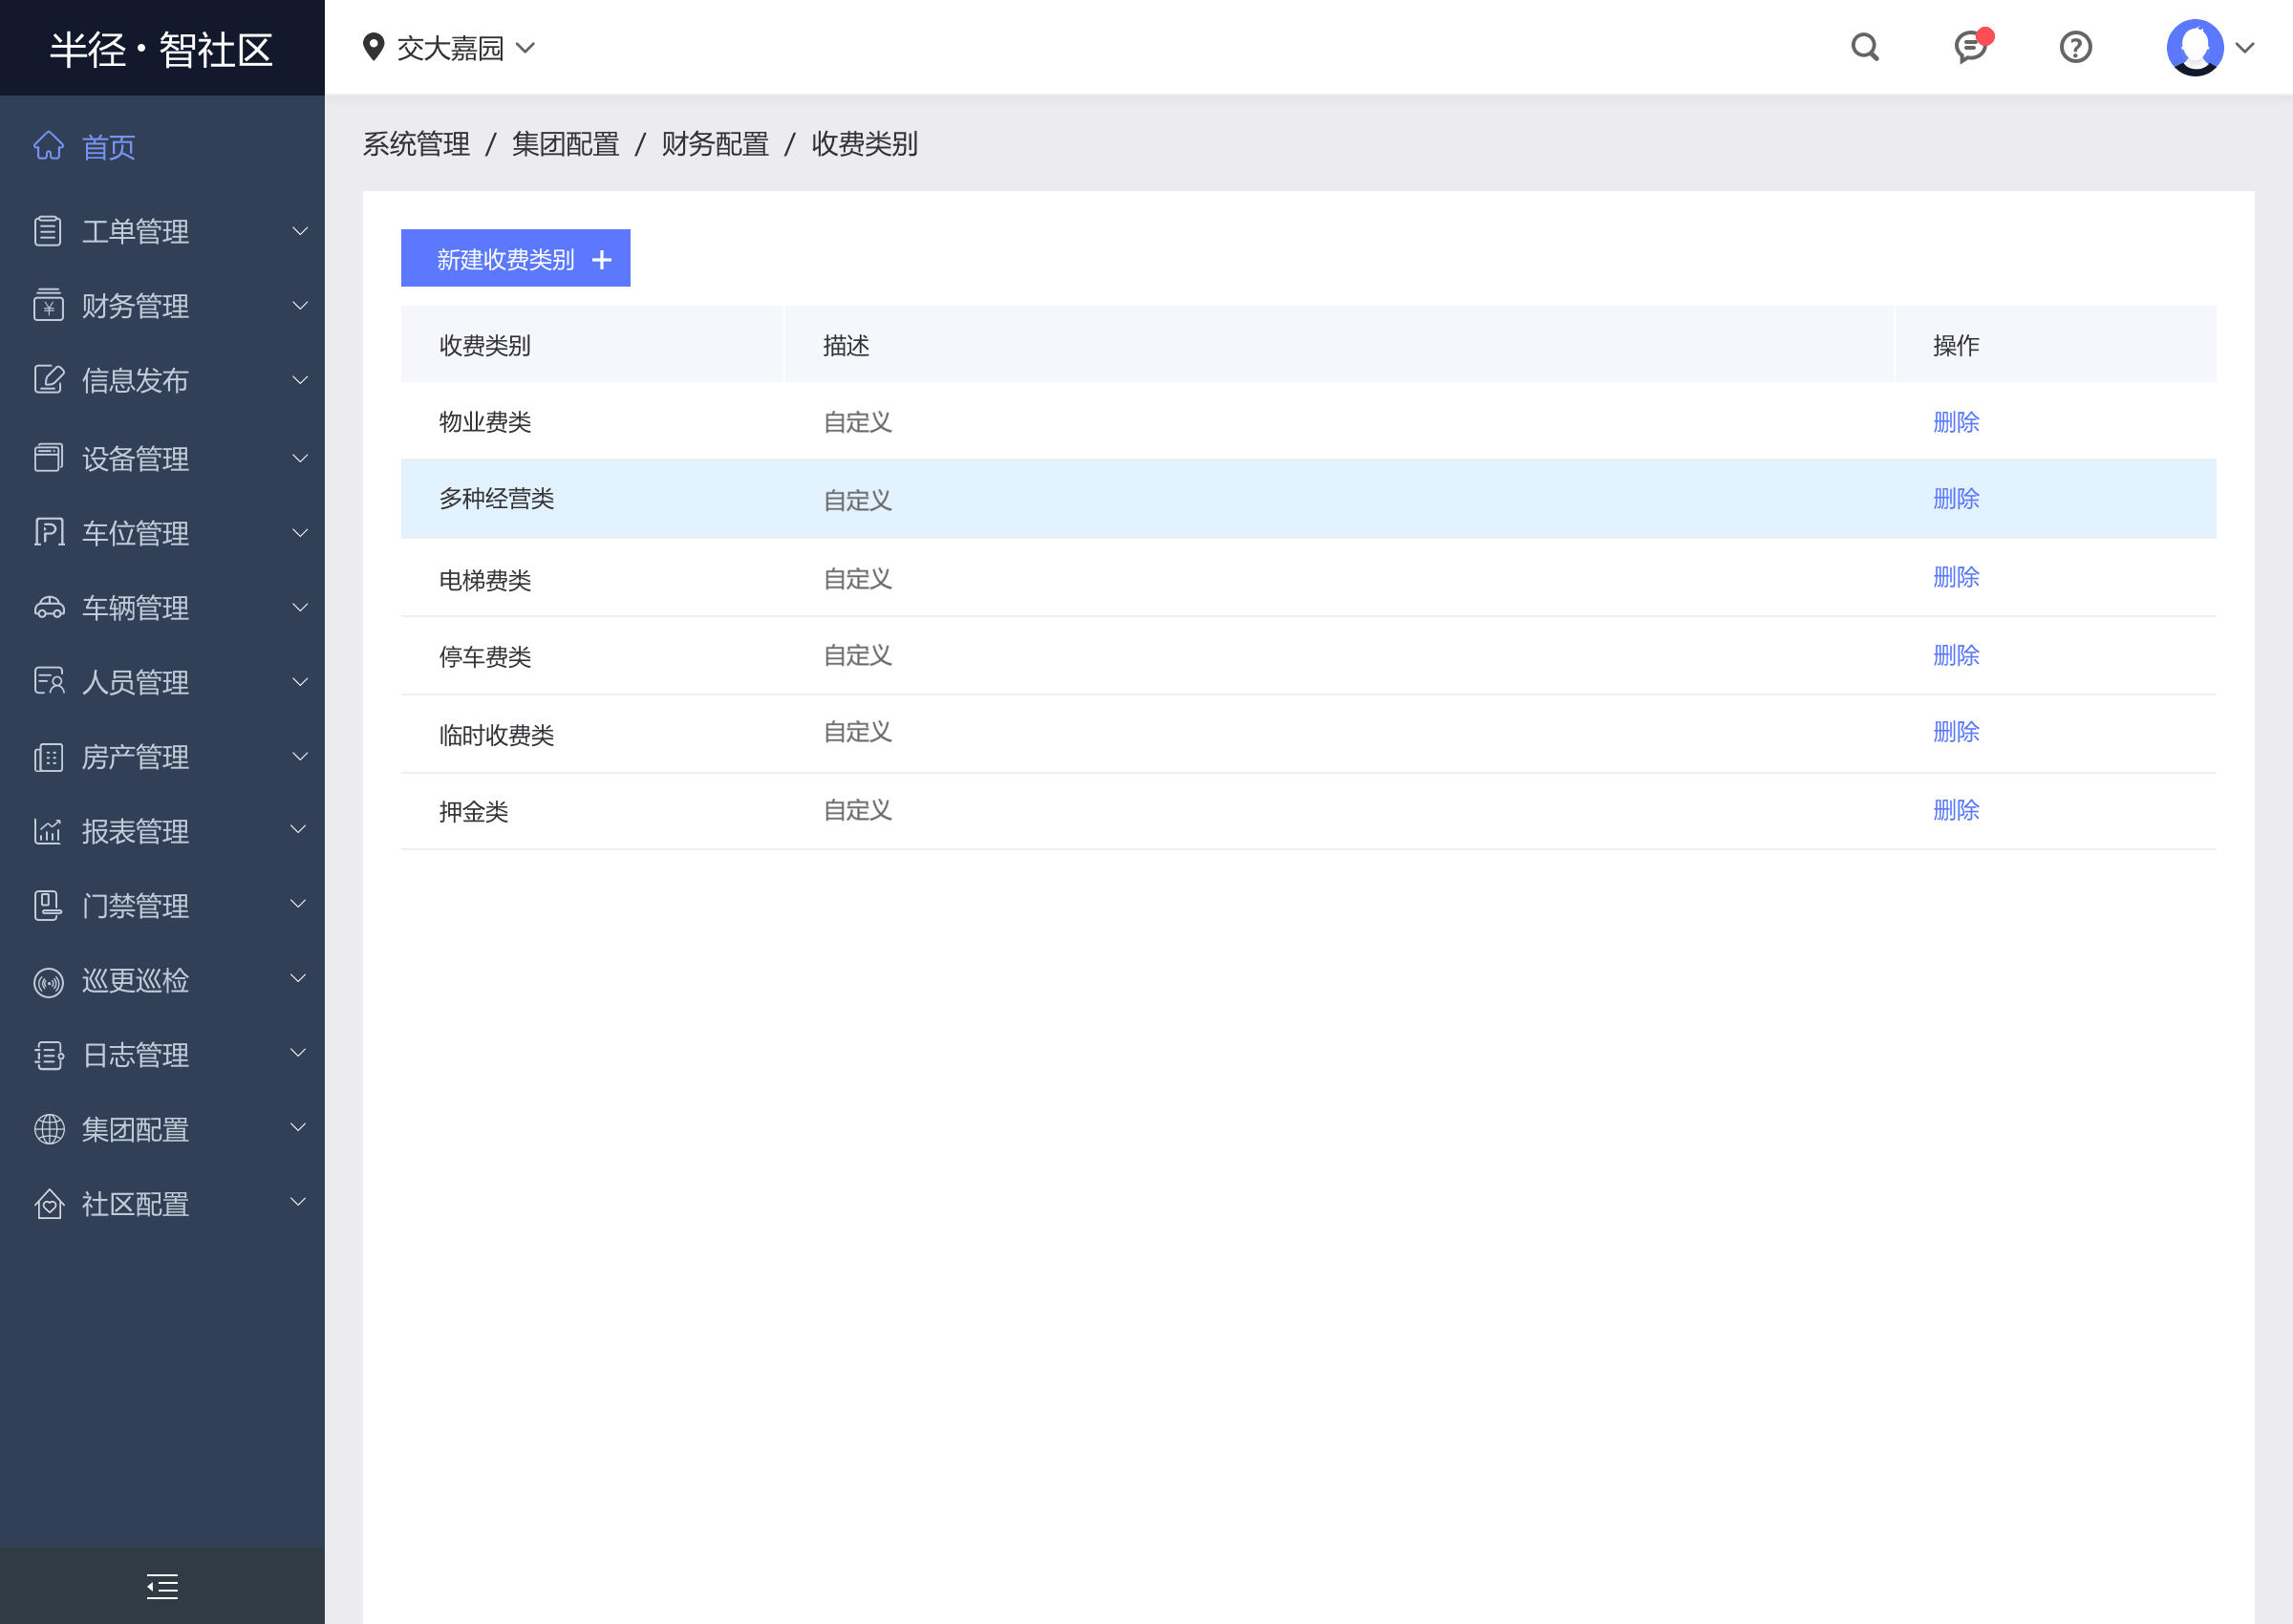 半径·智社区
交大嘉园
首页
工单管理
财务管理
信息发布
设备管理
车位管理
车辆管理
人员管理
房产管理
报表管理
门禁管理
巡更巡检
日志管理
集团配置
社区配置
系统管理 / 集团配置 / 财务配置 / 收费类别
新建收费类别 +
收费类别 描述 操作
物业费类 自定义 删除
多种经营类 自定义 删除
电梯费类 自定义 删除
停车费类 自定义 删除
临时收费类 自定义 删除
押金类 自定义 删除